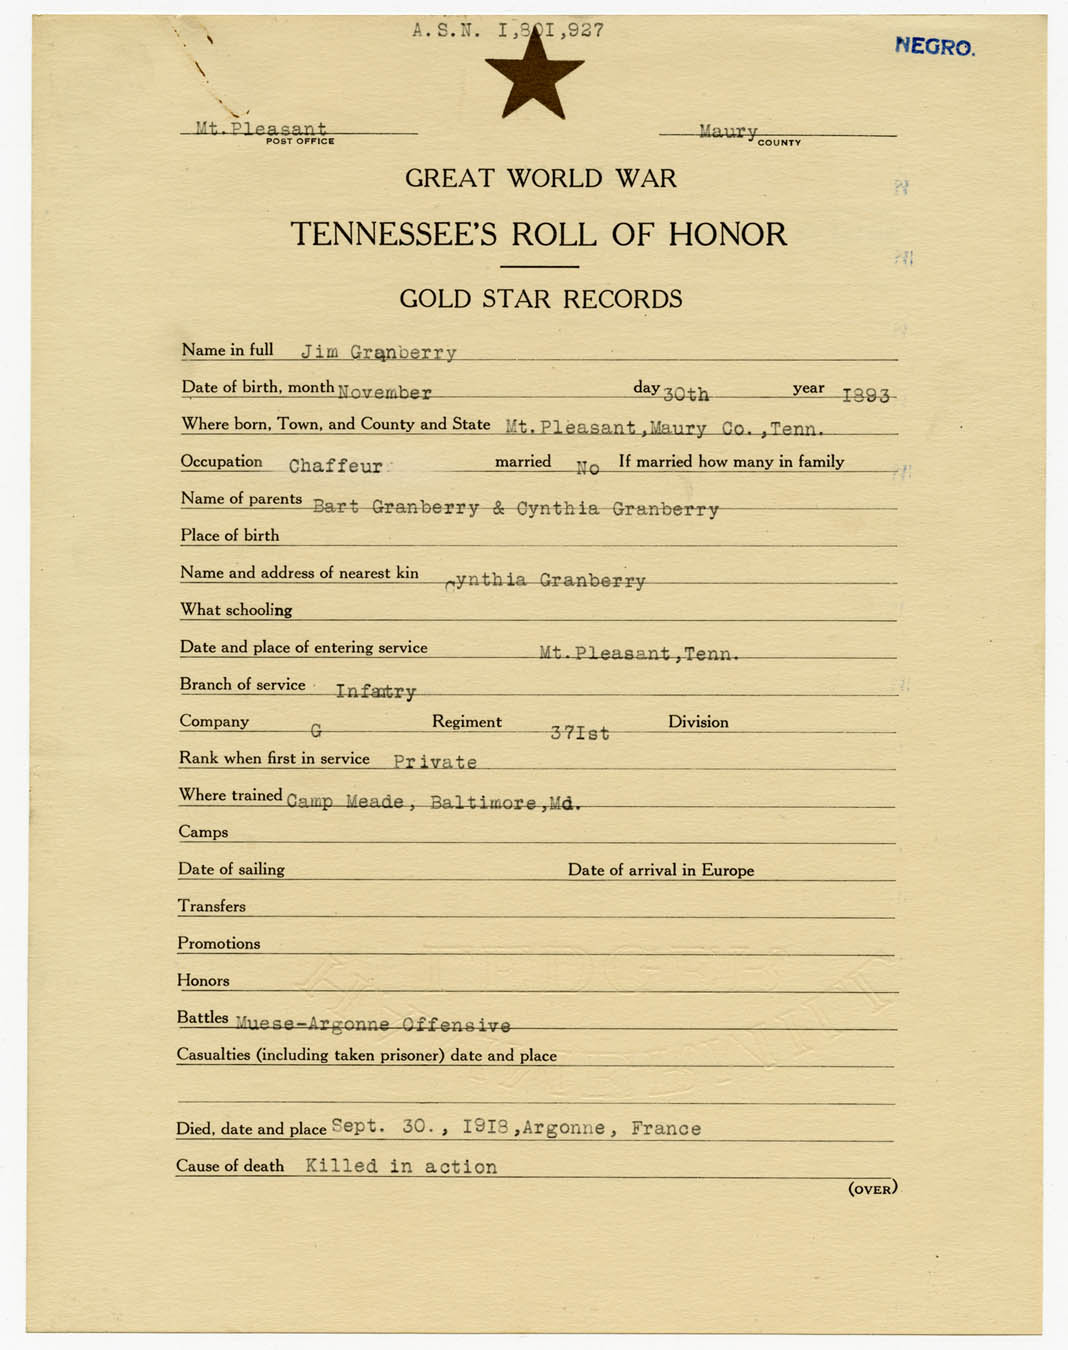 A.S.N. I,801,927
NEGRO.
Mt.Pleasant Maury
POST OFFICE COUNTY
GREAT WORLD WAR
TENNESSEE'S ROLL OF HONOR
GOLD STAR RECORDS
Name in full Jim Granberry
Date of birth, month November day 30th year I893
Where born, Town, and County and State Mt.Pleasant,Maury Co.,Tenn.
Occupation Chaffeur married No If married how many in family
Name of parents Bart Granberry & Cynthia Granberry
Place of birth
Name and address of nearest kin Cynthia Granberry
What schooling
Date and place of entering service Mt.Pleasant,Tenn.
Branch of service Infatry
Company G Regiment 37Ist Division
Rank when first in service Private
Where trained Camp Meade, Baltimore,Md.
Camps
Date of sailing Date of arrival in Europe
Transfers
Promotions
Honors
Battles Muese-Argonne Offensive
Casualties (including taken prisoner) date and place
Died, date and place Sept. 30., I9I8,Argonne, France
Cause of death Killed in action
(OVER)